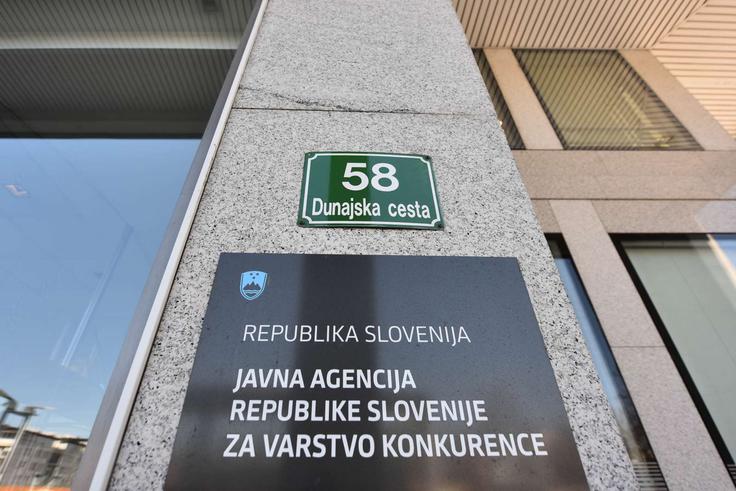 58
Dunajska cesta
REPUBLIKA SLOVENIJA
JAVNA AGENCIJA
REPUBLIKE SLOVENIJE
ZA VARSTVO KONKURENCE